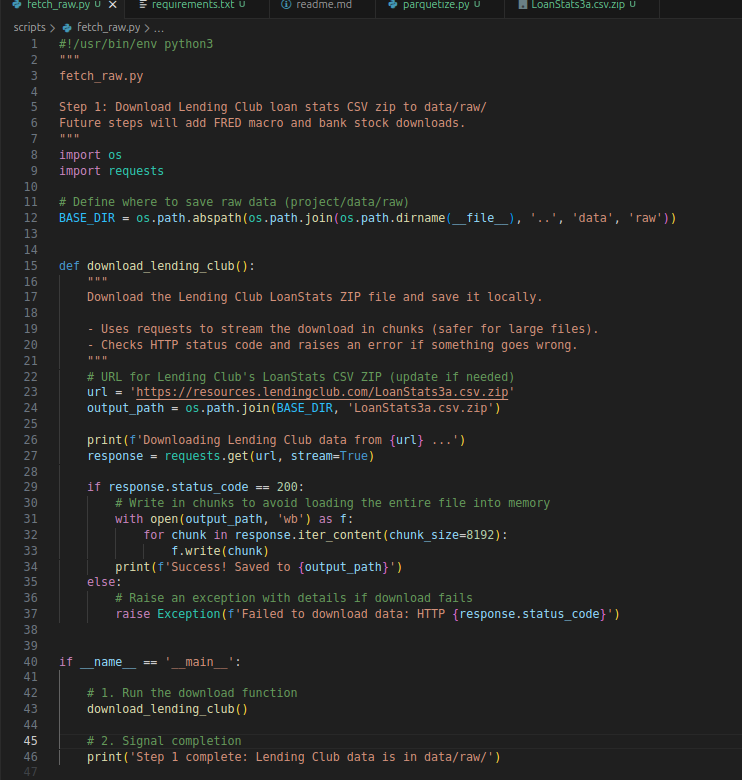 fetch_raw.py U × requirements.txt U readme.md parquetize.py U LoanStats3a.csv.zip U
scripts > fetch_raw.py > ...
1 #!/usr/bin/env python3
2 """
3 fetch_raw.py
4
5 Step 1: Download Lending Club loan stats CSV zip to data/raw/
6 Future steps will add FRED macro and bank stock downloads.
7 """
8 import os
9 import requests
10
11 # Define where to save raw data (project/data/raw)
12 BASE_DIR = os.path.abspath(os.path.join(os.path.dirname(__file__), '..', 'data', 'raw'))
13
14
15 def download_lending_club():
16     """
17     Download the Lending Club LoanStats ZIP file and save it locally.
18
19     - Uses requests to stream the download in chunks (safer for large files).
20     - Checks HTTP status code and raises an error if something goes wrong.
21     """
22     # URL for Lending Club's LoanStats CSV ZIP (update if needed)
23     url = 'https://resources.lendingclub.com/LoanStats3a.csv.zip'
24     output_path = os.path.join(BASE_DIR, 'LoanStats3a.csv.zip')
25
26     print(f'Downloading Lending Club data from {url} ...')
27     response = requests.get(url, stream=True)
28
29     if response.status_code == 200:
30         # Write in chunks to avoid loading the entire file into memory
31         with open(output_path, 'wb') as f:
32             for chunk in response.iter_content(chunk_size=8192):
33                 f.write(chunk)
34         print(f'Success! Saved to {output_path}')
35     else:
36         # Raise an exception with details if download fails
37         raise Exception(f'Failed to download data: HTTP {response.status_code}')
38
39
40 if __name__ == '__main__':
41
42     # 1. Run the download function
43     download_lending_club()
44
45     # 2. Signal completion
46     print('Step 1 complete: Lending Club data is in data/raw/')
47